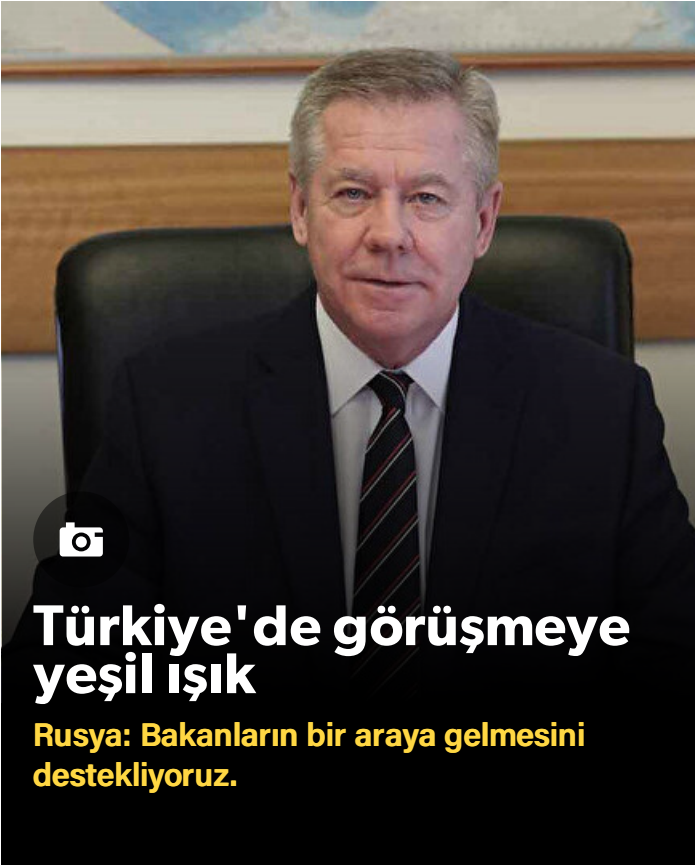 Türkiye'de görüşmeye
yeşil ışık
Rusya: Bakanların bir araya gelmesini
destekliyoruz.